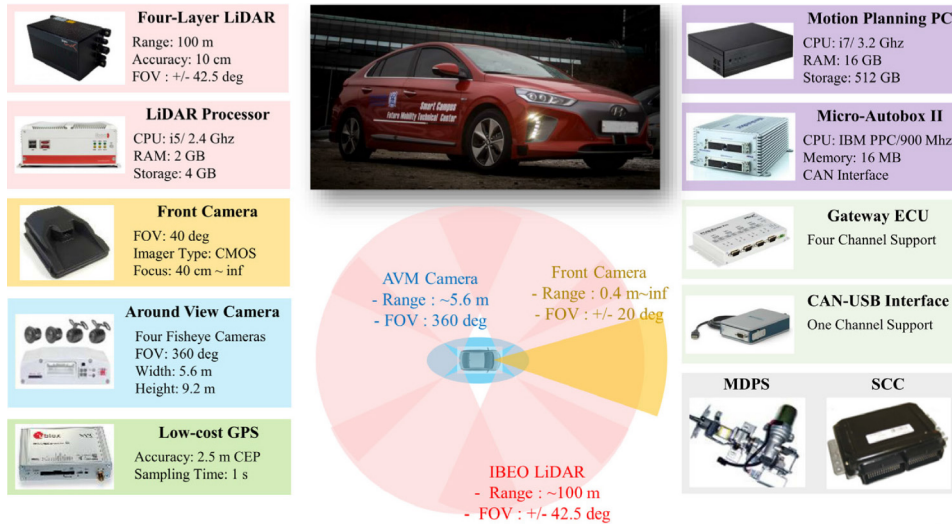 Four-Layer LiDAR
Range: 100 m
Accuracy: 10 cm
FOV : +/- 42.5 deg
LiDAR Processor
CPU: i5/ 2.4 Ghz
RAM: 2 GB
Storage: 4 GB
Front Camera
FOV: 40 deg
Imager Type: CMOS
Focus: 40 cm ~ inf
Around View Camera
Four Fisheye Cameras
FOV: 360 deg
Width: 5.6 m
Height: 9.2 m
Low-cost GPS
Accuracy: 2.5 m CEP
Sampling Time: 1 s
Smart Campus
Future Mobility Technical Center
AVM Camera
- Range : ~5.6 m
- FOV : 360 deg
Front Camera
- Range : 0.4 m~inf
- FOV : +/- 20 deg
IBEO LiDAR
- Range : ~100 m
- FOV : +/- 42.5 deg
Motion Planning PC
CPU: i7/ 3.2 Ghz
RAM: 16 GB
Storage: 512 GB
Micro-Autobox II
CPU: IBM PPC/900 Mhz
Memory: 16 MB
CAN Interface
Gateway ECU
Four Channel Support
CAN-USB Interface
One Channel Support
MDPS
SCC